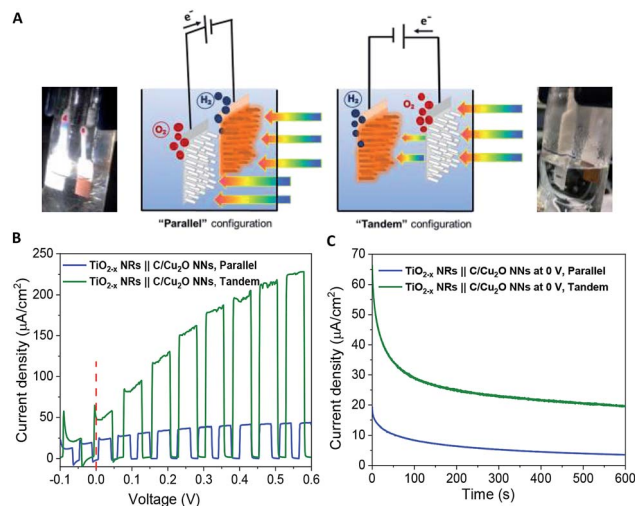 A
e⁻
e⁻
H₂
O₂
H₂
O₂
"Parallel" configuration
"Tandem" configuration
B
TiO₂₋ₓ NRs || C/Cu₂O NNs, Parallel
TiO₂₋ₓ NRs || C/Cu₂O NNs, Tandem
Current density (μA/cm²)
250
200
150
100
50
0
-0.1 0.0 0.1 0.2 0.3 0.4 0.5 0.6
Voltage (V)
C
TiO₂₋ₓ NRs || C/Cu₂O NNs at 0 V, Parallel
TiO₂₋ₓ NRs || C/Cu₂O NNs at 0 V, Tandem
Current density (μA/cm²)
70
60
50
40
30
20
10
0
0 100 200 300 400 500 600
Time (s)